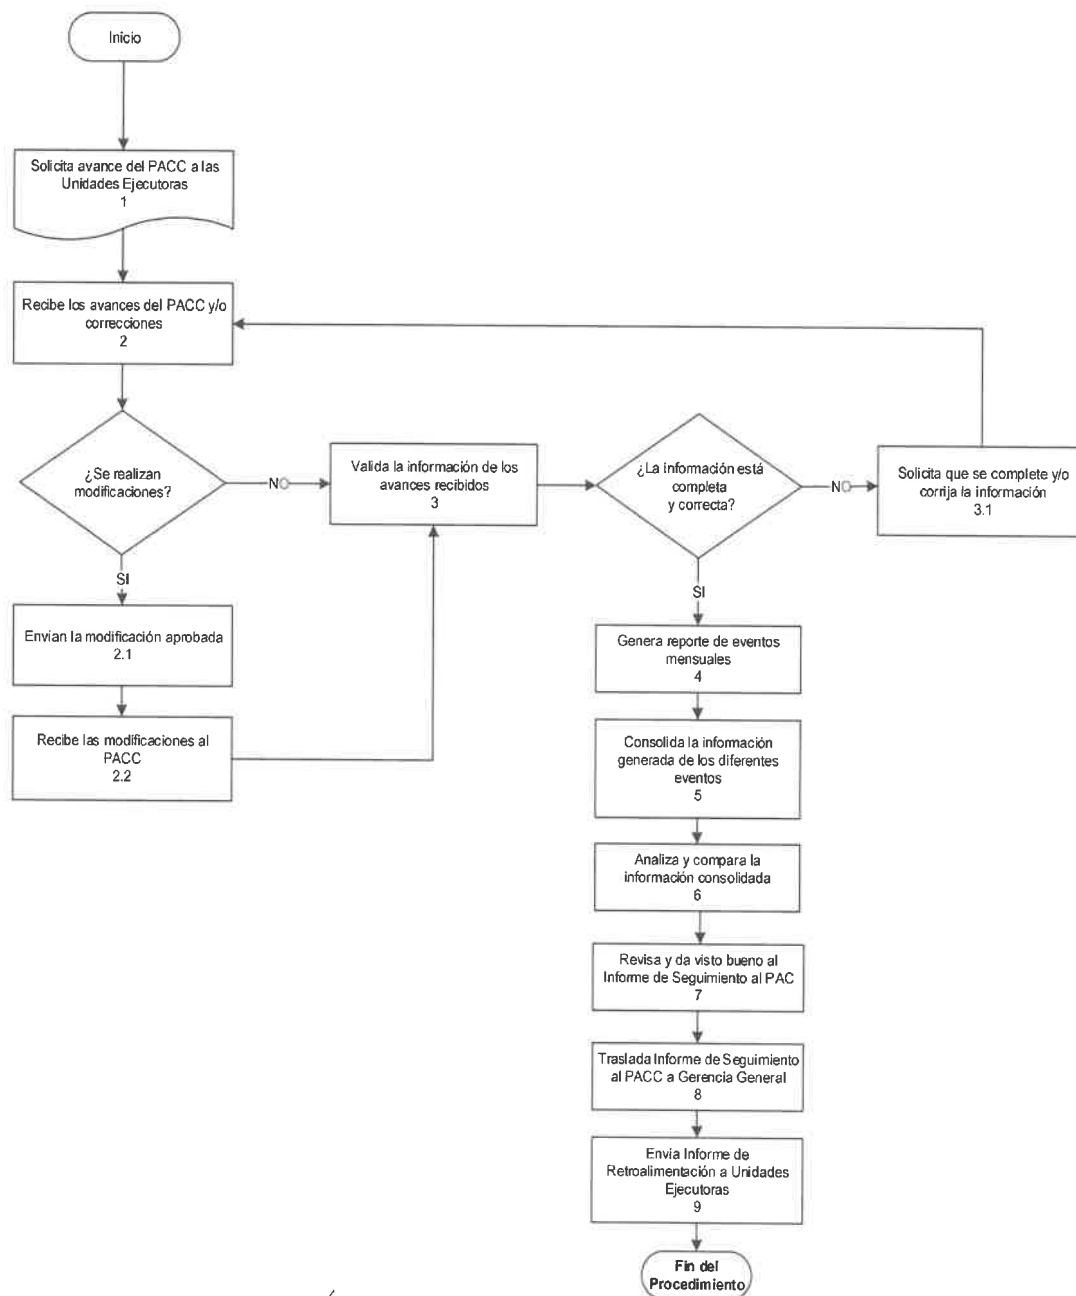 Inicio
Solicita avance del PACC a las
Unidades Ejecutoras
1
Recibe los avances del PACC y/o
correcciones
2
¿Se realizan
modificaciones?
NO
SI
Envian la modificación aprobada
2.1
Recibe las modificaciones al
PACC
2.2
Valida la información de los
avances recibidos
3
¿La información está
completa
y correcta?
NO
Solicita que se complete y/o
corrija la información
3.1
SI
Genera reporte de eventos
mensuales
4
Consolida la información
generada de los diferentes
eventos
5
Analiza y compara la
información consolidada
6
Revisa y da visto bueno al
Informe de Seguimiento al PAC
7
Traslada Informe de Seguimiento
al PACC a Gerencia General
8
Envía Informe de
Retroalimentación a Unidades
Ejecutoras
9
Fin del
Procedimiento